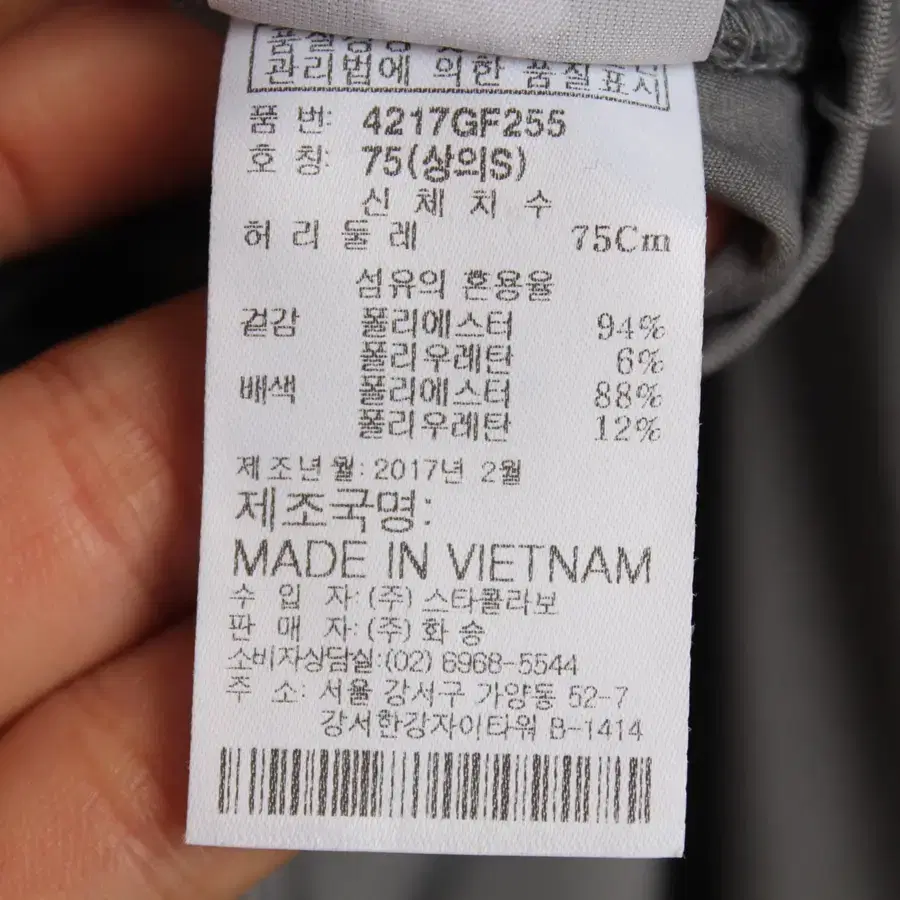 관리법에 의한 품질표시
품 번: 4217GF255
호 칭: 75(상의S)
신 체 치 수
허 리 둘 레 75Cm
섬유의 혼용율
겉감 폴리에스터 94%
폴리우레탄 6%
배색 폴리에스터 88%
폴리우레탄 12%
제조년월: 2017년 2월
제조국명:
MADE IN VIETNAM
수 입 자: (주) 스타콜라보
판 매 자: (주) 화 승
소비자상담실:(02) 6968-5544
주 소: 서울 강서구 가양동 52-7
강서한강자이타워 B-1414